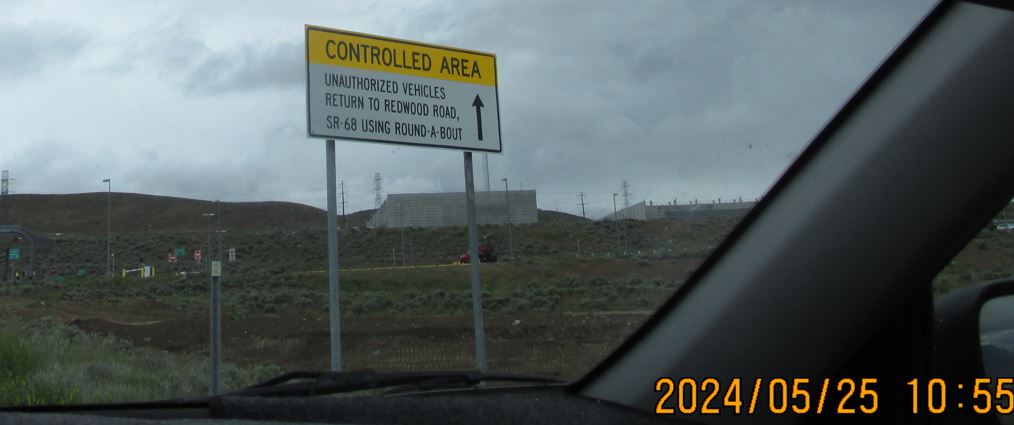 CONTROLLED AREA
UNAUTHORIZED VEHICLES
RETURN TO REDWOOD ROAD,
SR-68 USING ROUND-A-BOUT
2024/05/25 10:55